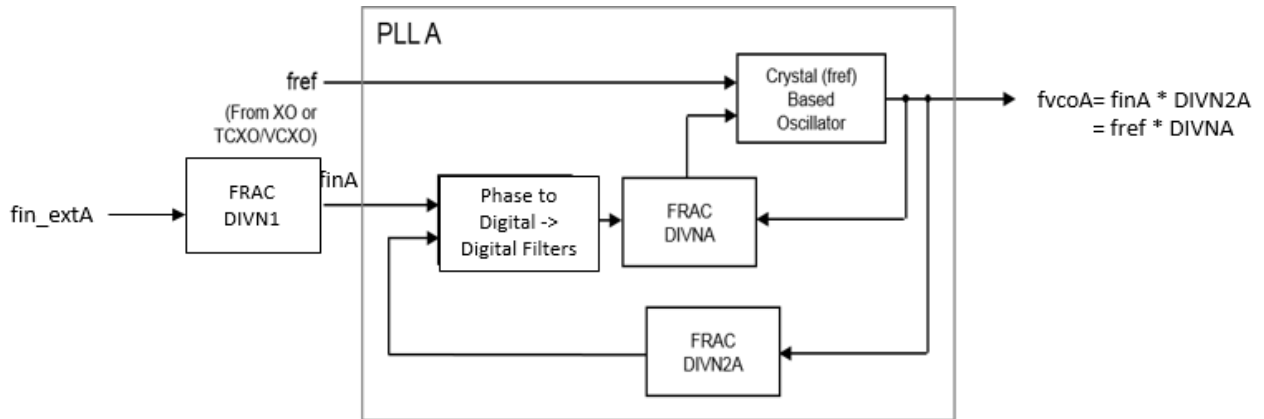 PLL A
fref
(From XO or
TCXO/VCXO)
Crystal (fref)
Based
Oscillator
fvcoA= finA * DIVN2A
= fref * DIVNA
fin_extA
FRAC
DIVN1
finA
Phase to
Digital ->
Digital Filters
FRAC
DIVNA
FRAC
DIVN2A